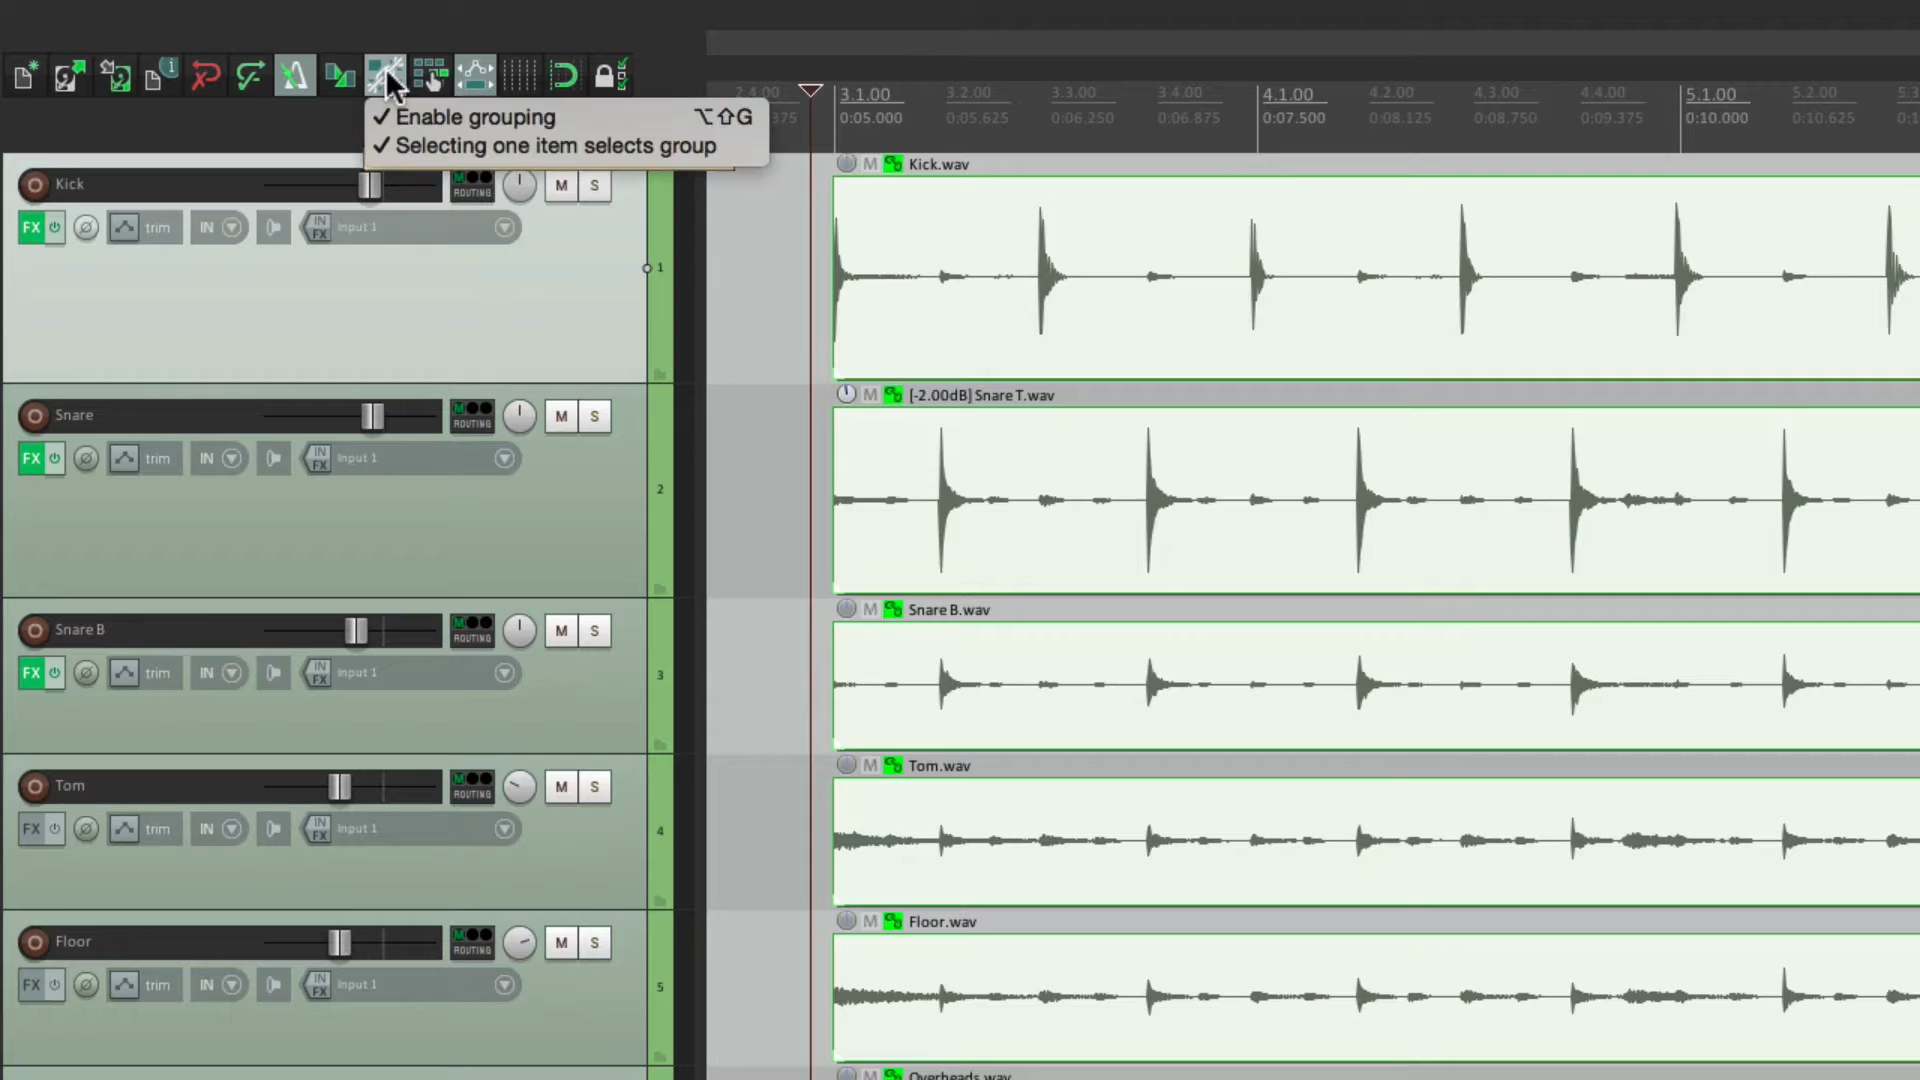 ✓ Enable grouping ⌥⇧G
✓ Selecting one item selects group
2.4.00 3.1.00 3.2.00 3.3.00 3.4.00 4.1.00 4.2.00 4.3.00 4.4.00 5.1.00 5.2.00 5.3
375 0:05.000 0:05.625 0:06.250 0:06.875 0:07.500 0:08.125 0:08.750 0:09.375 0:10.000 0:10.625 0:1
M Kick.wav
Kick M ROUTING M S
FX trim IN IN FX Input 1
1
M [-2.00dB] Snare T.wav
Snare M ROUTING M S
FX trim IN IN FX Input 1
2
M Snare B.wav
Snare B M ROUTING M S
FX trim IN IN FX Input 1
3
M Tom.wav
Tom M ROUTING M S
FX trim IN IN FX Input 1
4
M Floor.wav
Floor M ROUTING M S
FX trim IN IN FX Input 1
5
M Overheads.wav